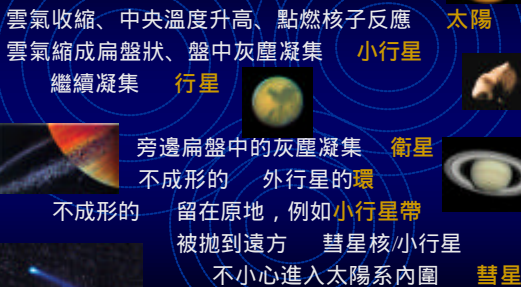 雲氣收縮、中央溫度升高、點燃核子反應 太陽
雲氣縮成扁盤狀、盤中灰塵凝集 小行星
繼續凝集 行星
旁邊扁盤中的灰塵凝集 衛星
不成形的 外行星的環
不成形的 留在原地，例如小行星帶
被拋到遠方 彗星核/小行星
不小心進入太陽系內圍 彗星